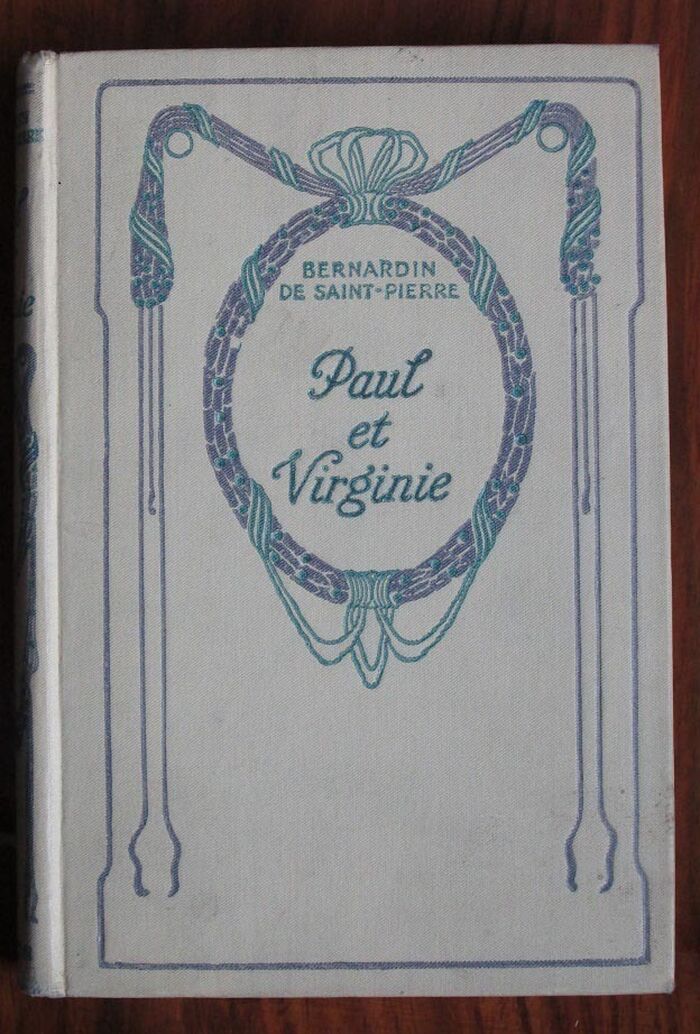 BERNARDIN
DE SAINT-PIERRE
Paul
et
Virginie